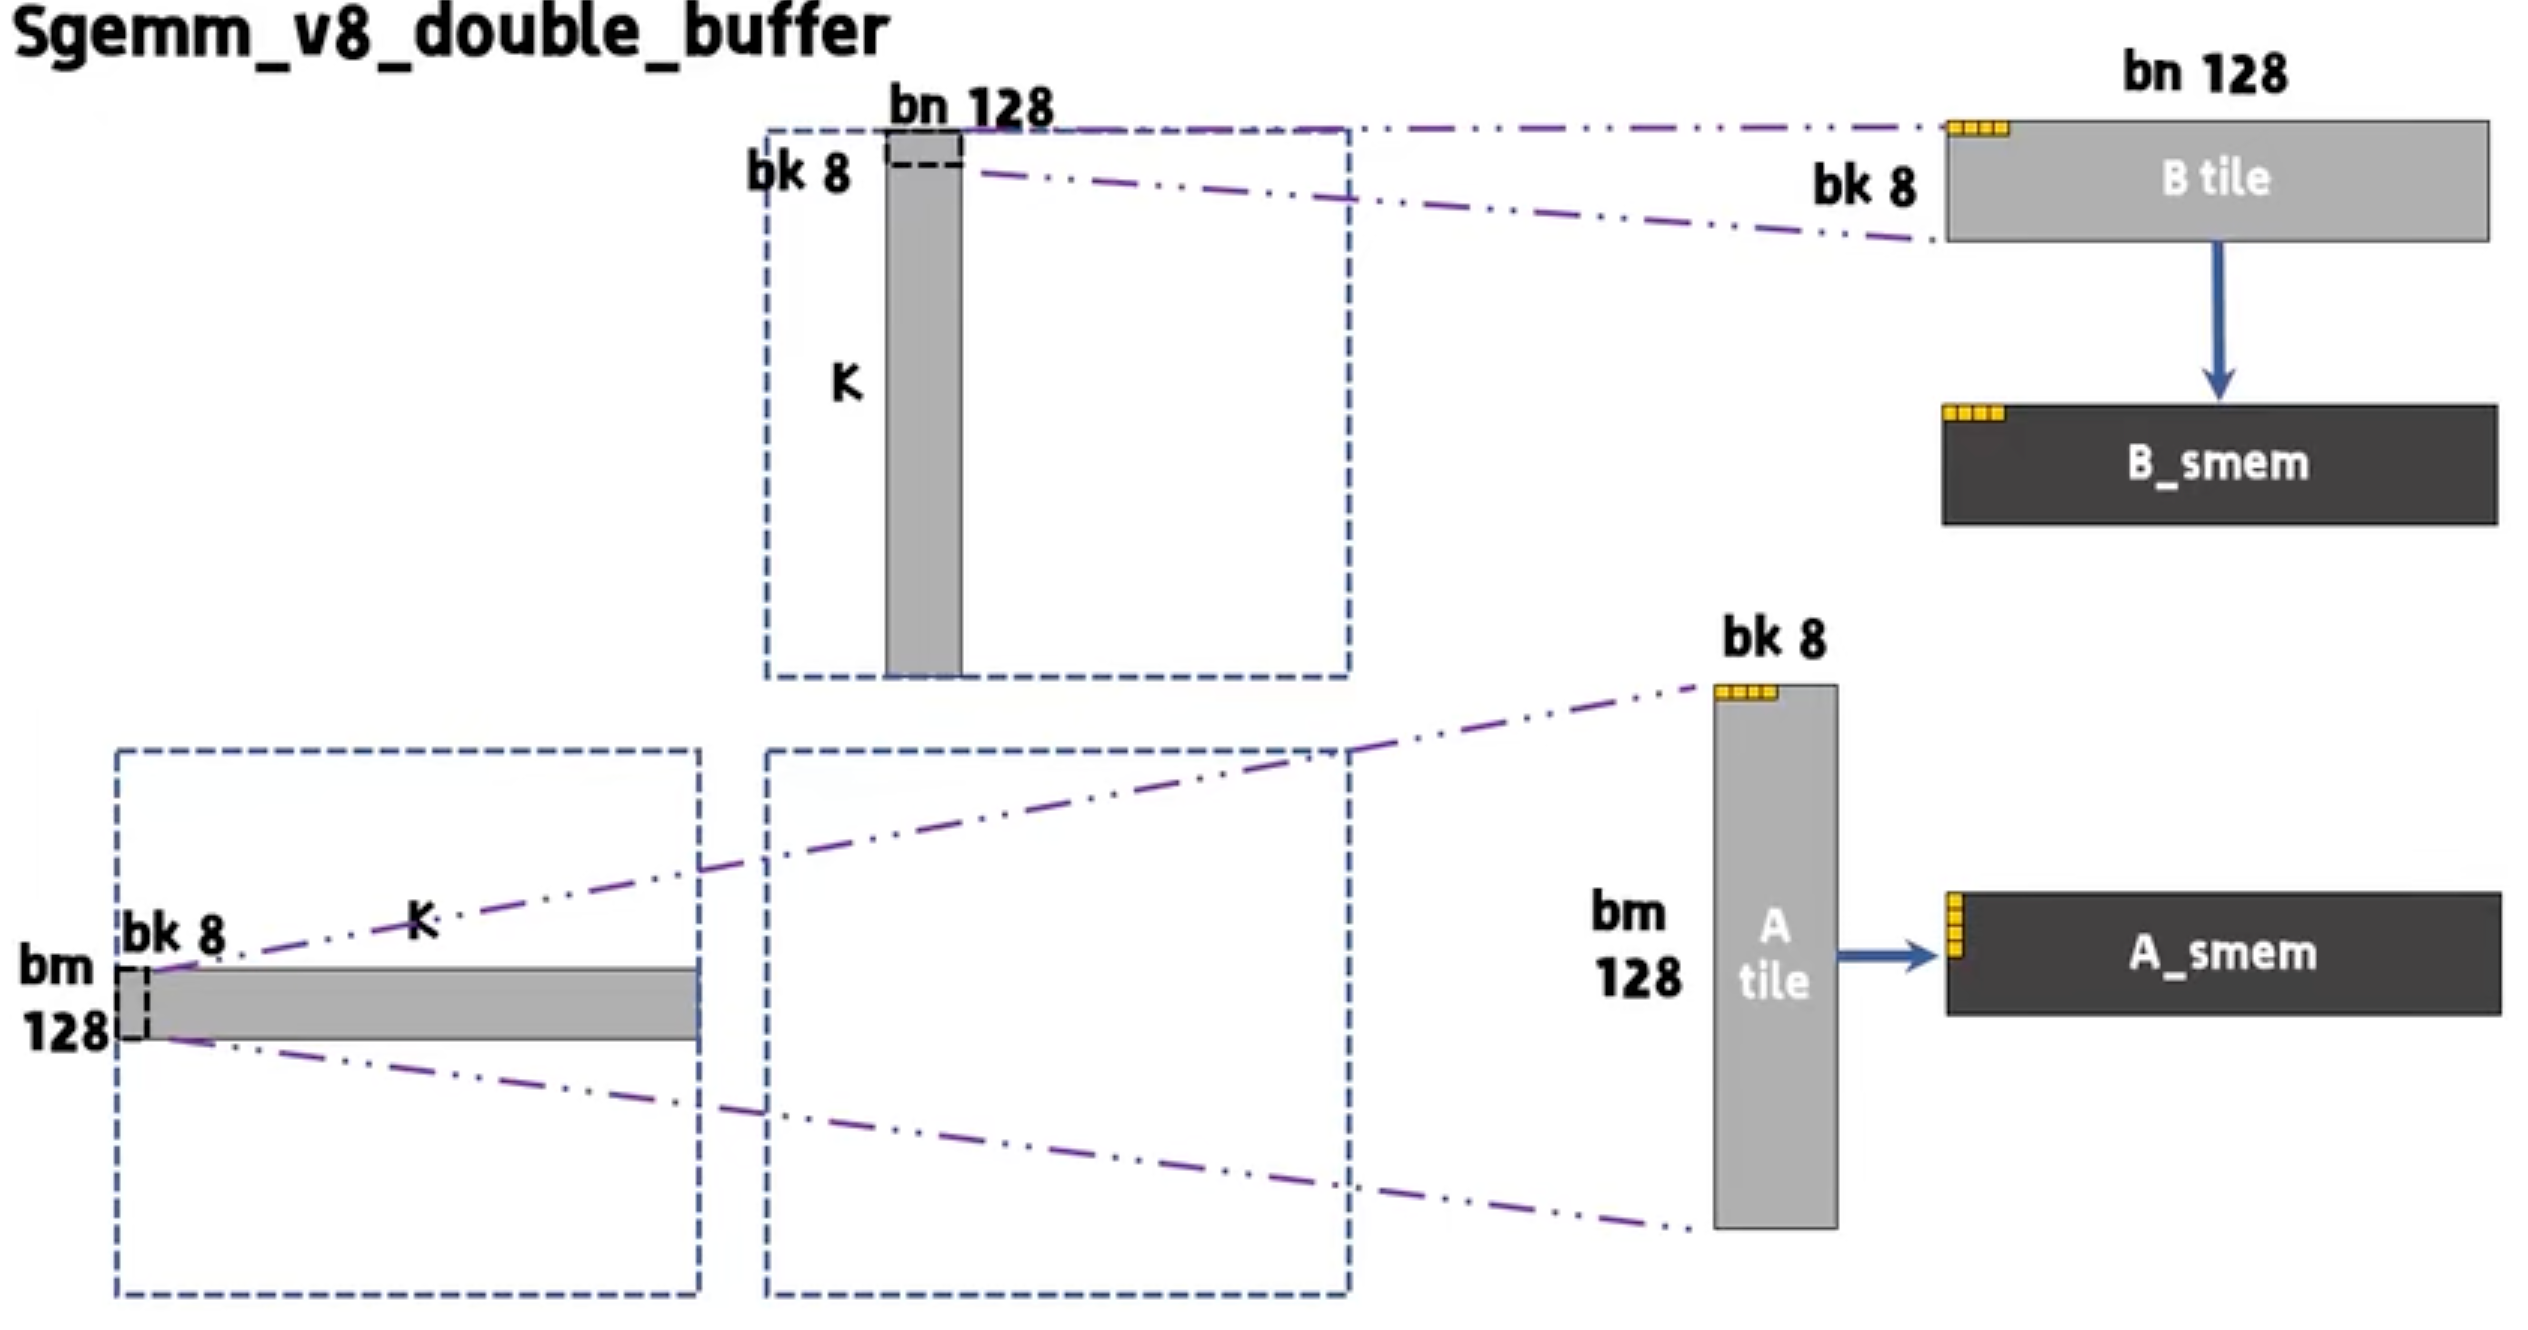 Sgemm_v8_double_buffer
bn 128
bn 128
bk 8
bk 8
B tile
K
B_smem
bk 8
bm
128
A
tile
A_smem
bk 8
K
bm
128